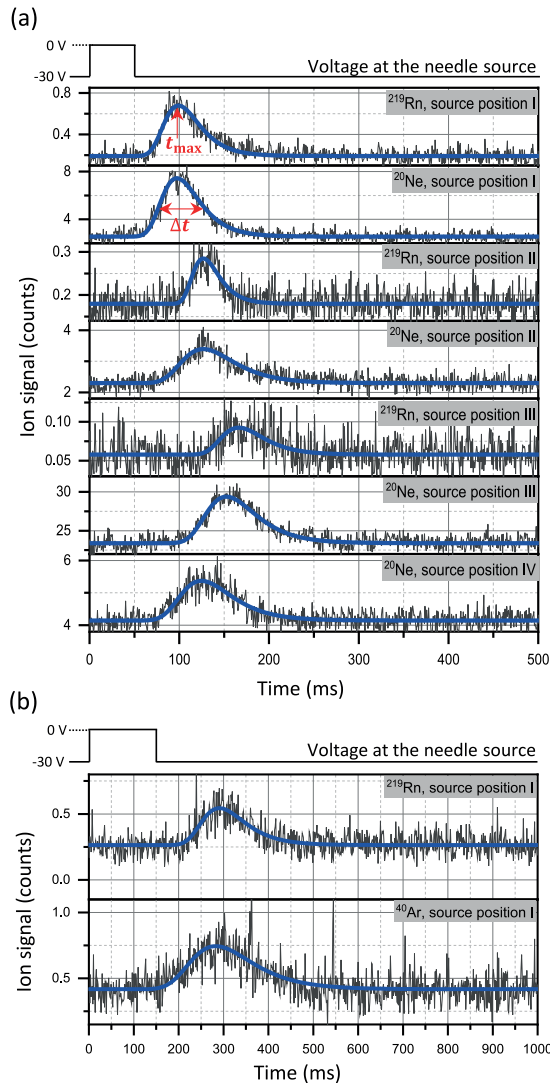 (a)
0 V
-30 V
Voltage at the needle source
Ion signal (counts)
0.8
0.4
²¹⁹Rn, source position I
tmax
8
4
²⁰Ne, source position I
Δt
0.3
0.2
²¹⁹Rn, source position II
4
2
²⁰Ne, source position II
0.10
0.05
²¹⁹Rn, source position III
30
25
²⁰Ne, source position III
6
4
²⁰Ne, source position IV
0 100 200 300 400 500
Time (ms)
(b)
0 V
-30 V
Voltage at the needle source
Ion signal (counts)
0.5
0.0
²¹⁹Rn, source position I
1.0
0.5
⁴⁰Ar, source position I
0 100 200 300 400 500 600 700 800 900 1000
Time (ms)